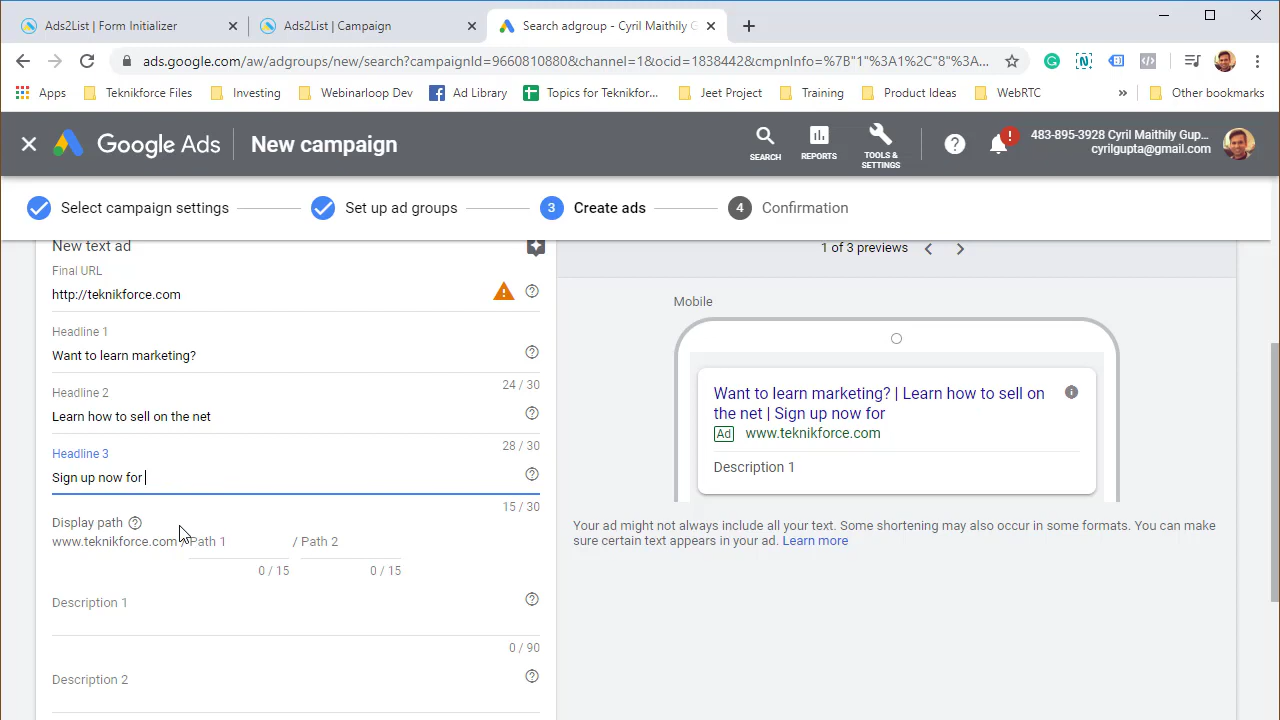 Ads2List | Form Initializer
Ads2List | Campaign
Search adgroup - Cyril Maithily G
ads.google.com/aw/adgroups/new/search?campaignId=9660010880&channel=1&ocid=1838442&cmpnInfo=%7B"1"%3A1%2C"8"%3A...
Apps
Teknikforce Files
Investing
Webinarloop Dev
Ad Library
Topics for Teknikfor...
Jeet Project
Training
Product Ideas
WebRTC
»
Other bookmarks
Google Ads
New campaign
SEARCH
REPORTS
TOOLS &
SETTINGS
483-895-3928 Cyril Maithily Gup...
cyrilgupta@gmail.com
Select campaign settings
Set up ad groups
3 Create ads
4 Confirmation
New text ad
Final URL
http://teknikforce.com
Headline 1
Want to learn marketing?
24 / 30
Headline 2
Learn how to sell on the net
28 / 30
Headline 3
Sign up now for
15 / 30
Display path
www.teknikforce.com / Path 1 / Path 2
0 / 15
0 / 15
Description 1
0 / 90
Description 2
1 of 3 previews
Mobile
Want to learn marketing? | Learn how to sell on
the net | Sign up now for
Ad www.teknikforce.com
Description 1
Your ad might not always include all your text. Some shortening may also occur in some formats. You can make
sure certain text appears in your ad. Learn more